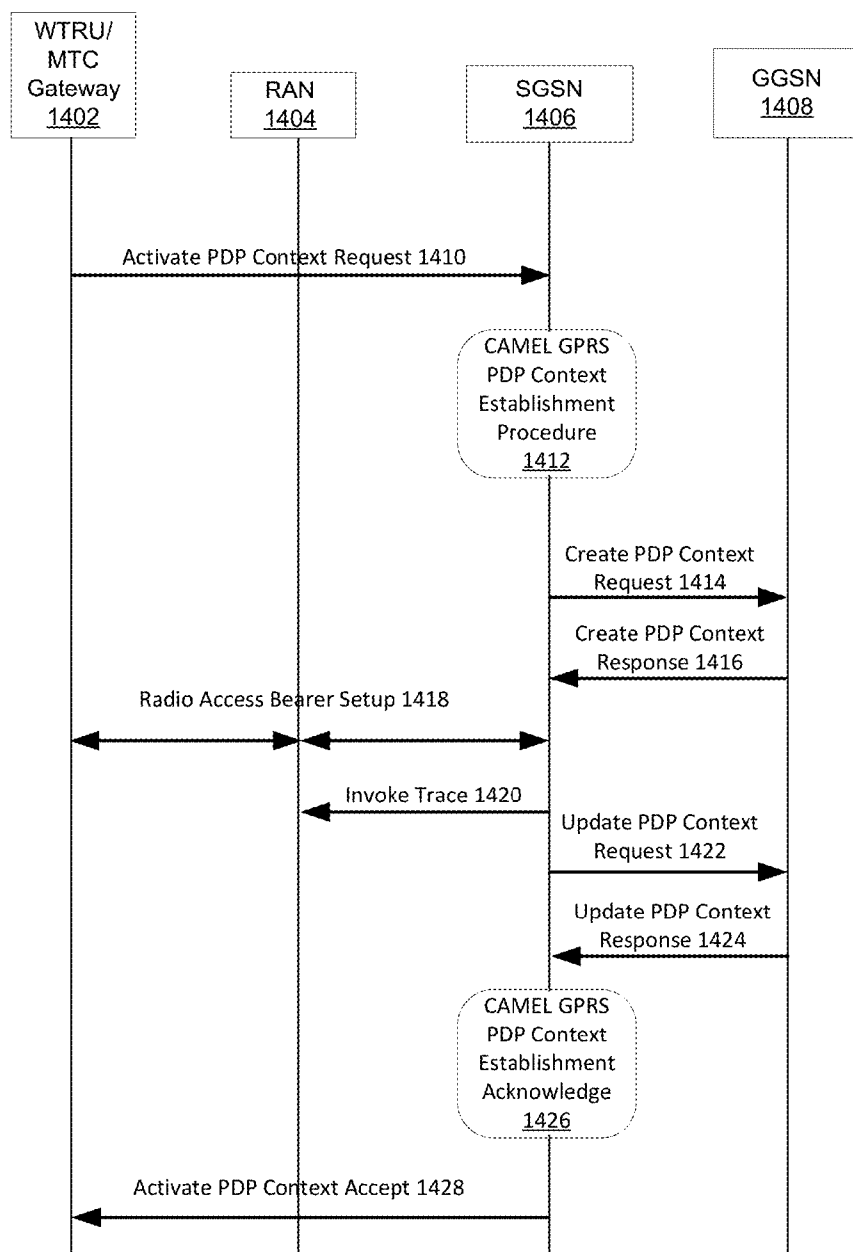 WTRU/
MTC
Gateway
1402
RAN
1404
SGSN
1406
GGSN
1408
Activate PDP Context Request 1410
CAMEL GPRS
PDP Context
Establishment
Procedure
1412
Create PDP Context
Request 1414
Create PDP Context
Response 1416
Radio Access Bearer Setup 1418
Invoke Trace 1420
Update PDP Context
Request 1422
Update PDP Context
Response 1424
CAMEL GPRS
PDP Context
Establishment
Acknowledge
1426
Activate PDP Context Accept 1428